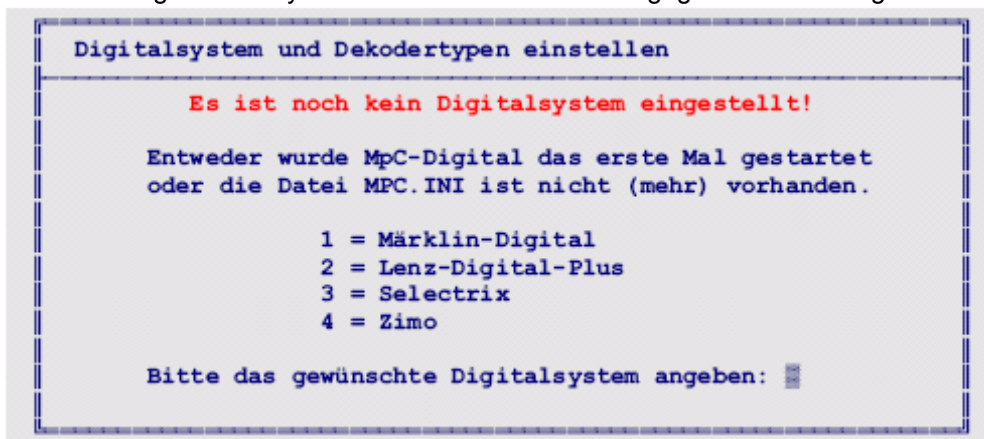 Digitalsystem und Dekodertypen einstellen
Es ist noch kein Digitalsystem eingestellt!
Entweder wurde MpC-Digital das erste Mal gestartet
oder die Datei MPC.INI ist nicht (mehr) vorhanden.
1 = Märklin-Digital
2 = Lenz-Digital-Plus
3 = Selectrix
4 = Zimo
Bitte das gewünschte Digitalsystem angeben: